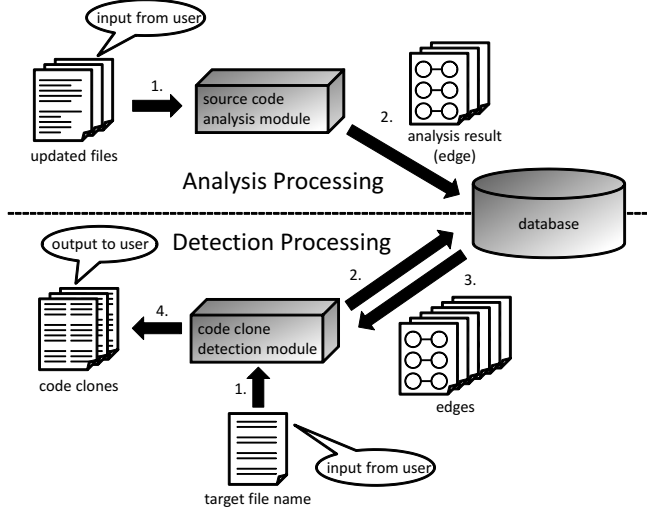 input from user
1.
source code
analysis module
updated files
2.
analysis result
(edge)
Analysis Processing
database
Detection Processing
output to user
2.
3.
4.
code clone
detection module
code clones
1.
edges
input from user
target file name